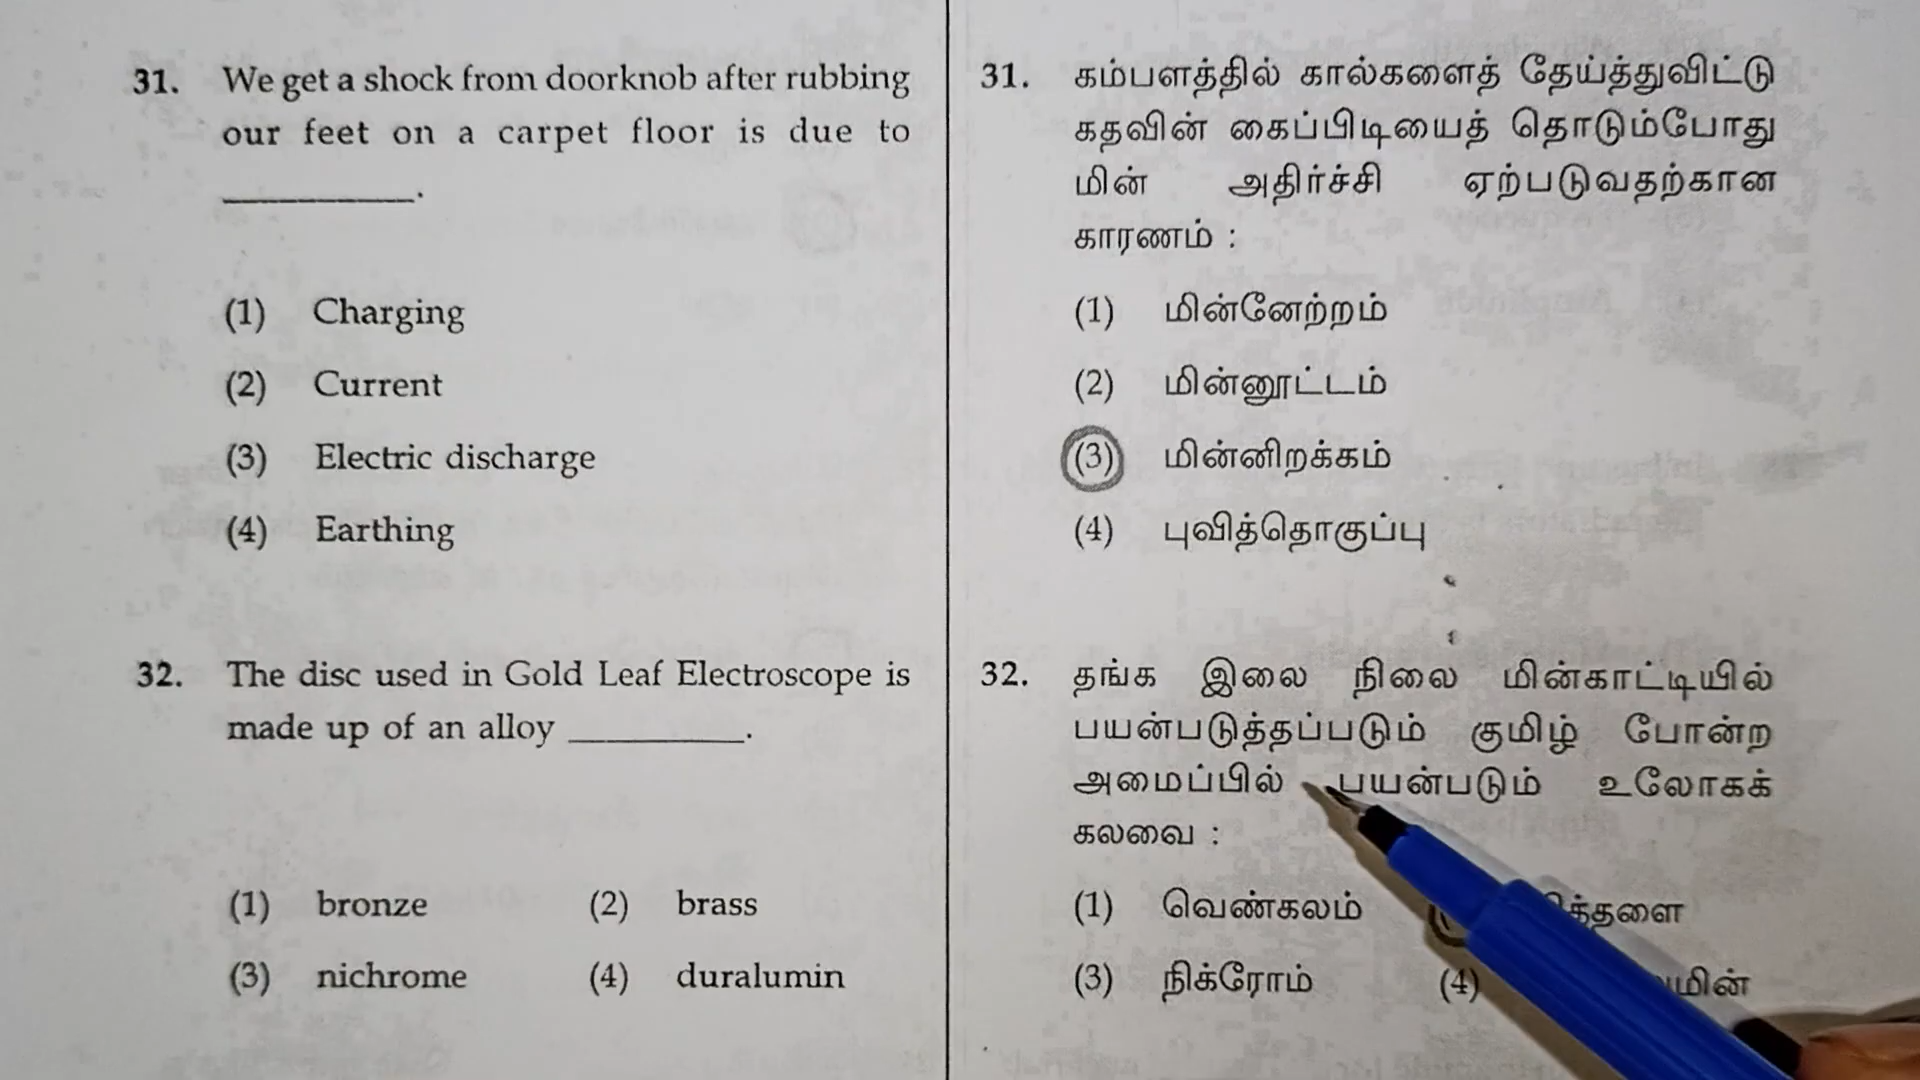 31. We get a shock from doorknob after rubbing
our feet on a carpet floor is due to
__________.
(1) Charging
(2) Current
(3) Electric discharge
(4) Earthing
32. The disc used in Gold Leaf Electroscope is
made up of an alloy __________.
(1) bronze (2) brass
(3) nichrome (4) duralumin
31. கம்பளத்தில் கால்களைத் தேய்த்துவிட்டு
கதவின் கைப்பிடியைத் தொடும்போது
மின் அதிர்ச்சி ஏற்படுவதற்கான
காரணம் :
(1) மின்னேற்றம்
(2) மின்னூட்டம்
(3) மின்னிறக்கம்
(4) புவித்தொகுப்பு
32. தங்க இலை நிலை மின்காட்டியில்
பயன்படுத்தப்படும் குமிழ் போன்ற
அமைப்பில் பயன்படும் உலோகக்
கலவை :
(1) வெண்கலம்
(3) நிக்ரோம் (4)